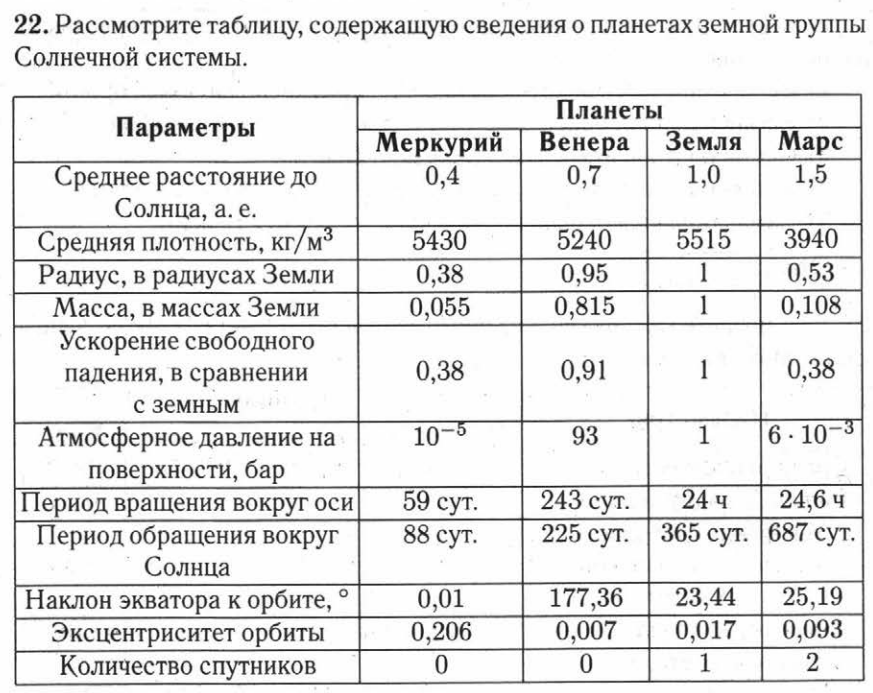 22. Рассмотрите таблицу, содержащую сведения о планетах земной группы
Солнечной системы.
Параметры
Планеты
Меркурий Венера Земля Марс
Среднее расстояние до
Солнца, а. е.
0,4 0,7 1,0 1,5
Средняя плотность, кг/м³ 5430 5240 5515 3940
Радиус, в радиусах Земли 0,38 0,95 1 0,53
Масса, в массах Земли 0,055 0,815 1 0,108
Ускорение свободного
падения, в сравнении
с земным
0,38 0,91 1 0,38
Атмосферное давление на
поверхности, бар
10⁻⁵ 93 1 6 · 10⁻³
Период вращения вокруг оси 59 сут. 243 сут. 24 ч 24,6 ч
Период обращения вокруг
Солнца
88 сут. 225 сут. 365 сут. 687 сут.
Наклон экватора к орбите, ° 0,01 177,36 23,44 25,19
Эксцентриситет орбиты 0,206 0,007 0,017 0,093
Количество спутников 0 0 1 2